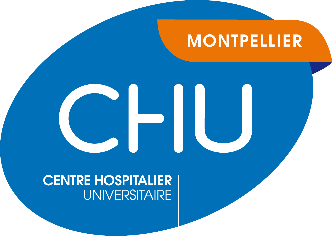 MONTPELLIER
CHU
CENTRE HOSPITALIER
UNIVERSITAIRE